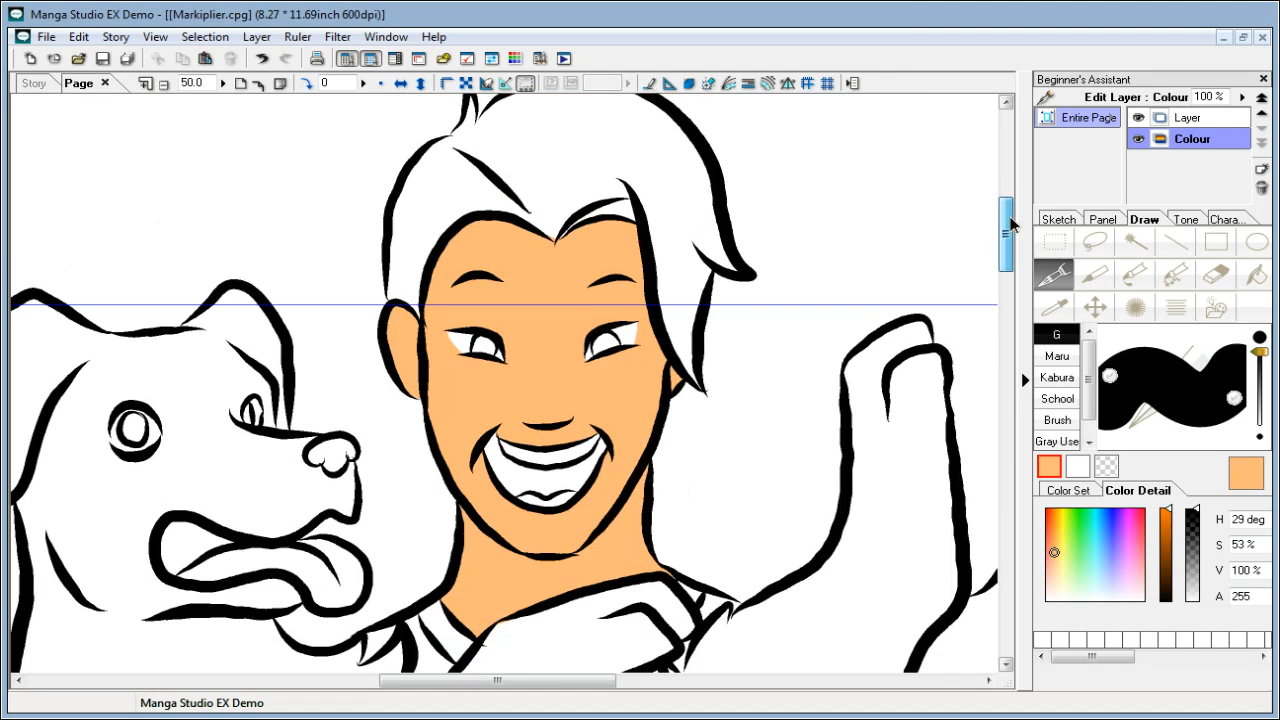 Manga Studio EX Demo - [[Markiplier.cpg] (8.27 * 11.69inch 600dpi)]
File Edit Story View Selection Layer Ruler Filter Window Help
Story Page 50.0 0
Beginner's Assistant
Edit Layer : Colour 100 %
Entire Page Layer
Colour
Sketch Panel Draw Tone Chara...
G
Maru
Kabura
School
Brush
Gray Use
Color Set Color Detail
H 29 deg
S 53 %
V 100 %
A 255
Manga Studio EX Demo